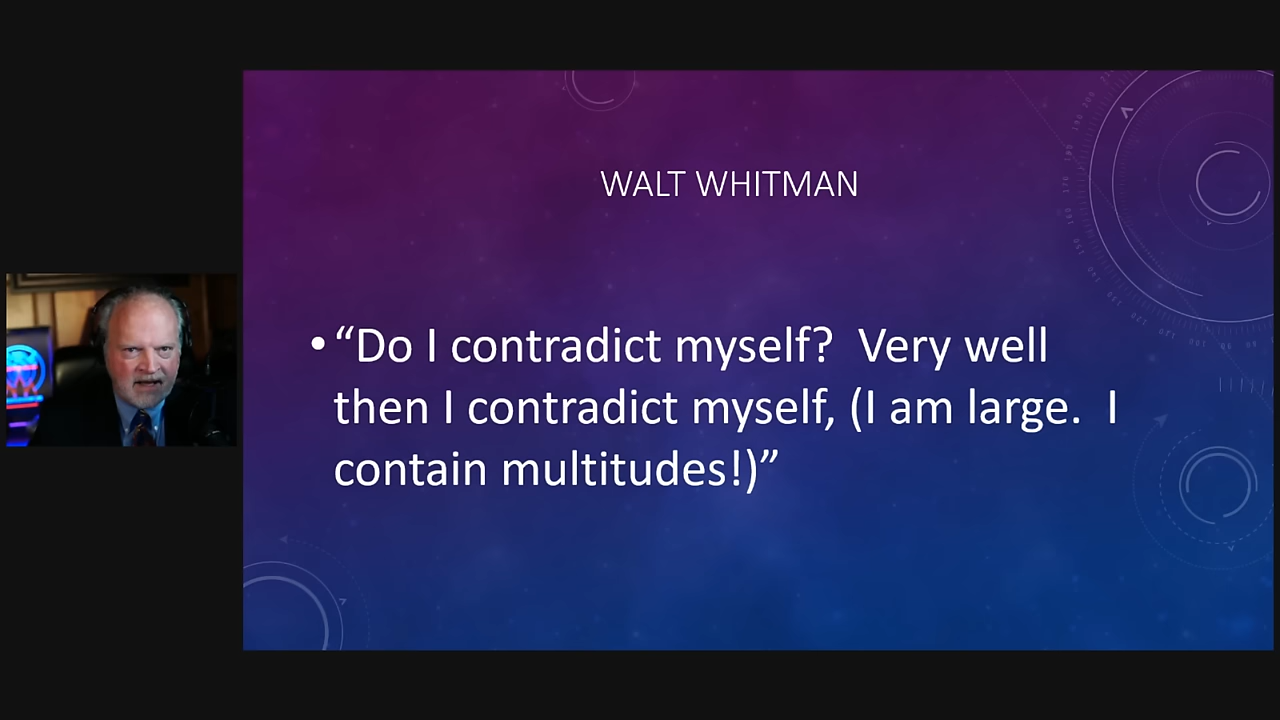 WALT WHITMAN
• “Do I contradict myself?  Very well
then I contradict myself, (I am large.  I
contain multitudes!)”